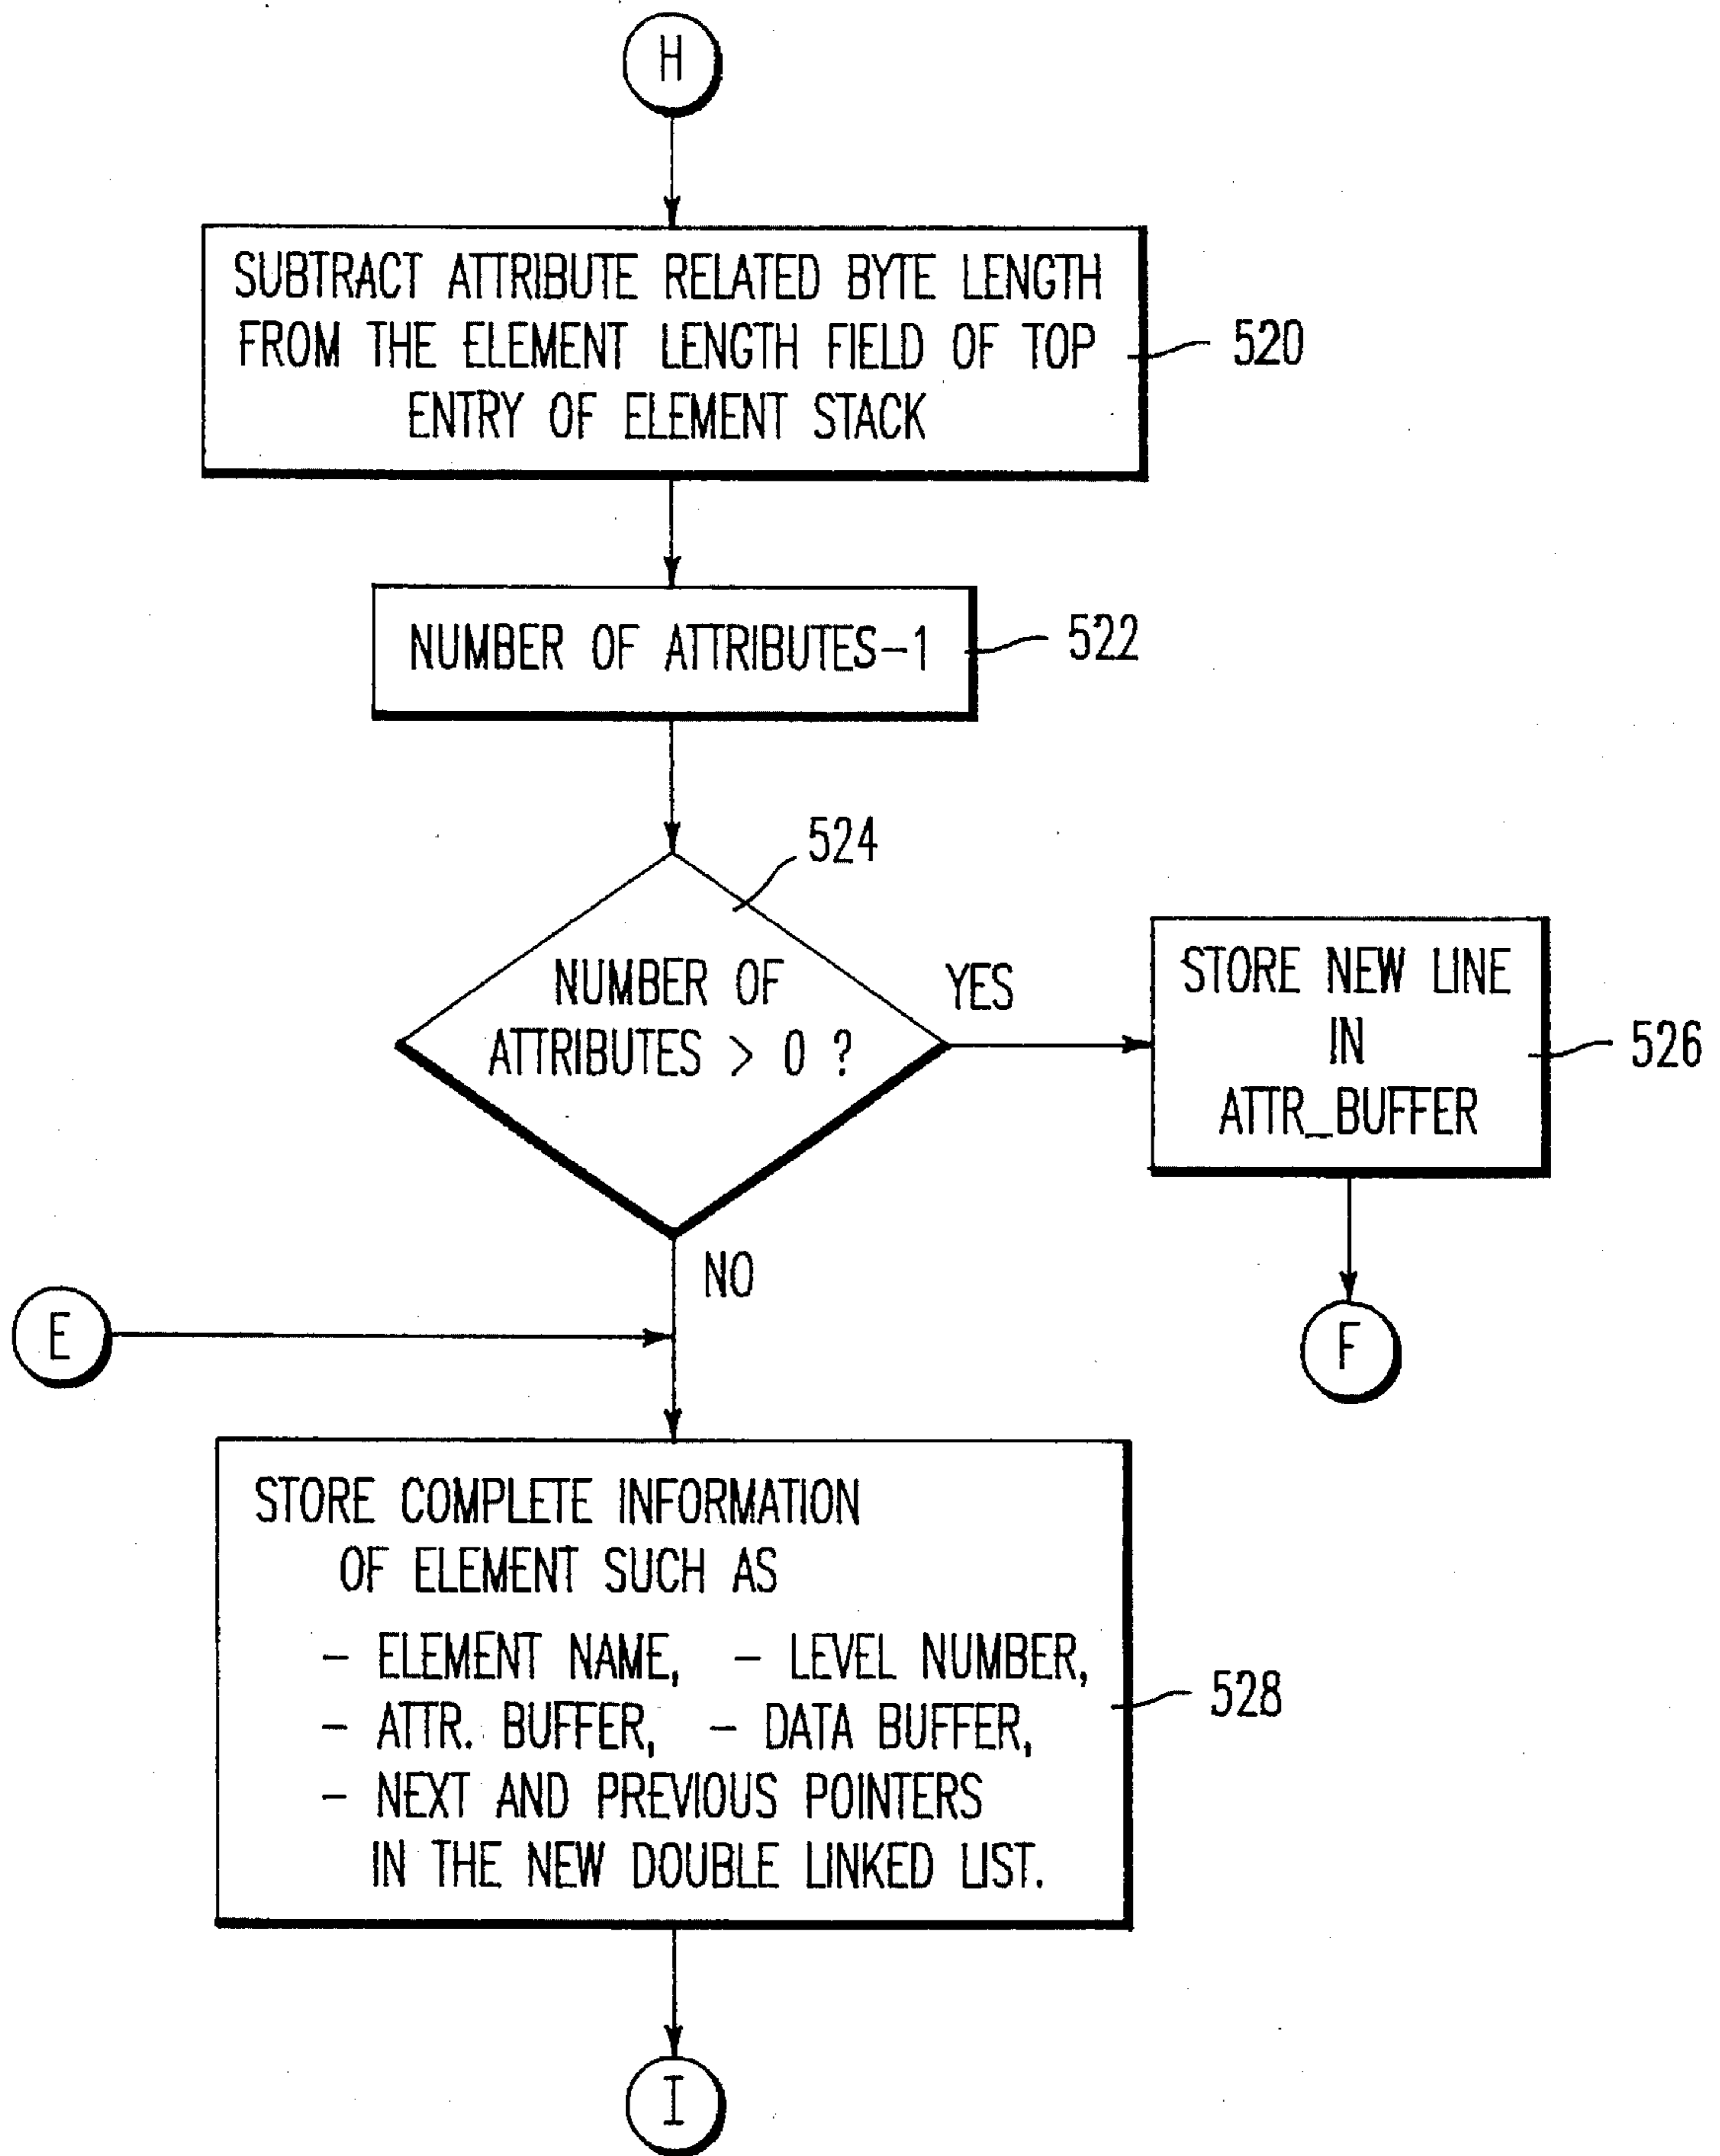 H
SUBTRACT ATTRIBUTE RELATED BYTE LENGTH
FROM THE ELEMENT LENGTH FIELD OF TOP
ENTRY OF ELEMENT STACK
520
NUMBER OF ATTRIBUTES-1
522
524
NUMBER OF
ATTRIBUTES > 0 ?
YES
STORE NEW LINE
IN
ATTR_BUFFER
526
NO
E
F
STORE COMPLETE INFORMATION
OF ELEMENT SUCH AS
- ELEMENT NAME, - LEVEL NUMBER,
- ATTR. BUFFER, - DATA BUFFER,
- NEXT AND PREVIOUS POINTERS
IN THE NEW DOUBLE LINKED LIST.
528
I